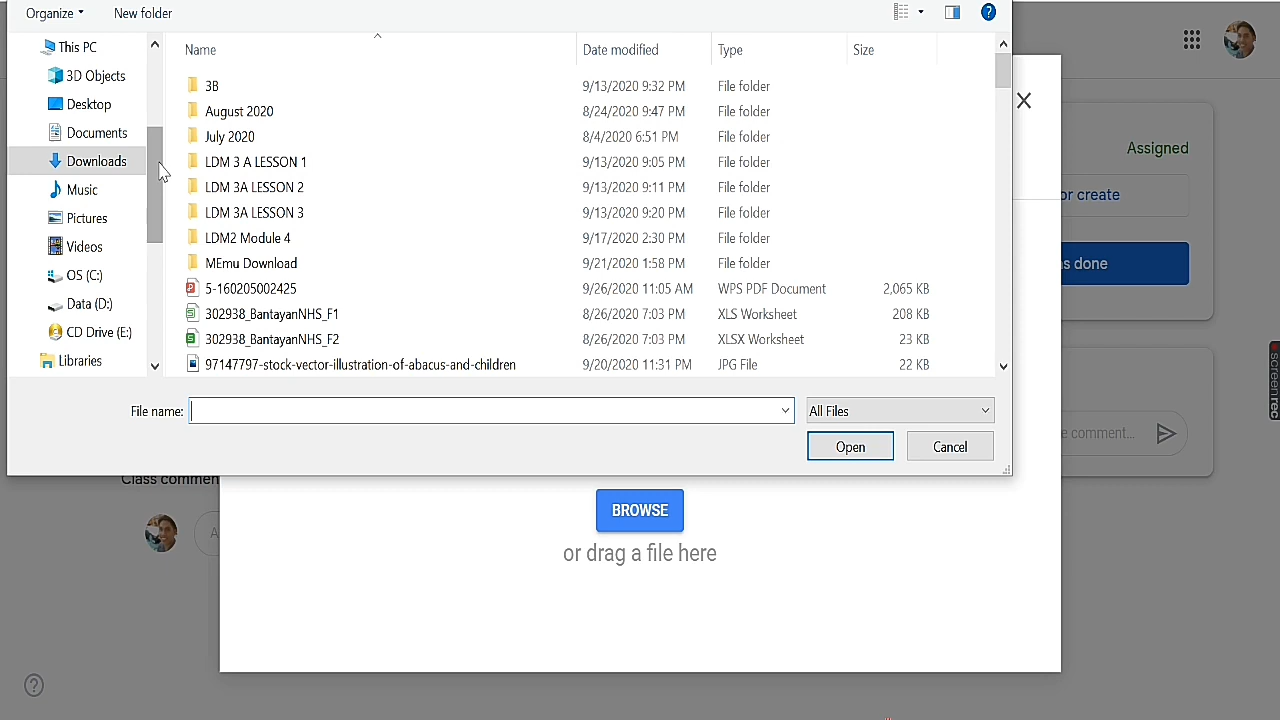 Organize New folder
This PC
3D Objects
Desktop
Documents
Downloads
Music
Pictures
Videos
OS (C:)
Data (D:)
CD Drive (E:)
Libraries
Name Date modified Type Size
3B 9/13/2020 9:32 PM File folder
August 2020 8/24/2020 9:47 PM File folder
July 2020 8/4/2020 6:51 PM File folder
LDM 3 A LESSON 1 9/13/2020 9:05 PM File folder
LDM 3A LESSON 2 9/13/2020 9:11 PM File folder
LDM 3A LESSON 3 9/13/2020 9:20 PM File folder
LDM2 Module 4 9/17/2020 2:30 PM File folder
MEmu Download 9/21/2020 1:58 PM File folder
5-160205002425 9/26/2020 11:05 AM WPS PDF Document 2,065 KB
302938_BantayanNHS_F1 8/26/2020 7:03 PM XLS Worksheet 208 KB
302938_BantayanNHS_F2 8/26/2020 7:03 PM XLSX Worksheet 23 KB
97147797-stock-vector-illustration-of-abacus-and-children 9/20/2020 11:31 PM JPG File 22 KB
File name: All Files
Open Cancel
Assigned
or create
s done
e comment...
Class commen
A
BROWSE
or drag a file here
screenrec